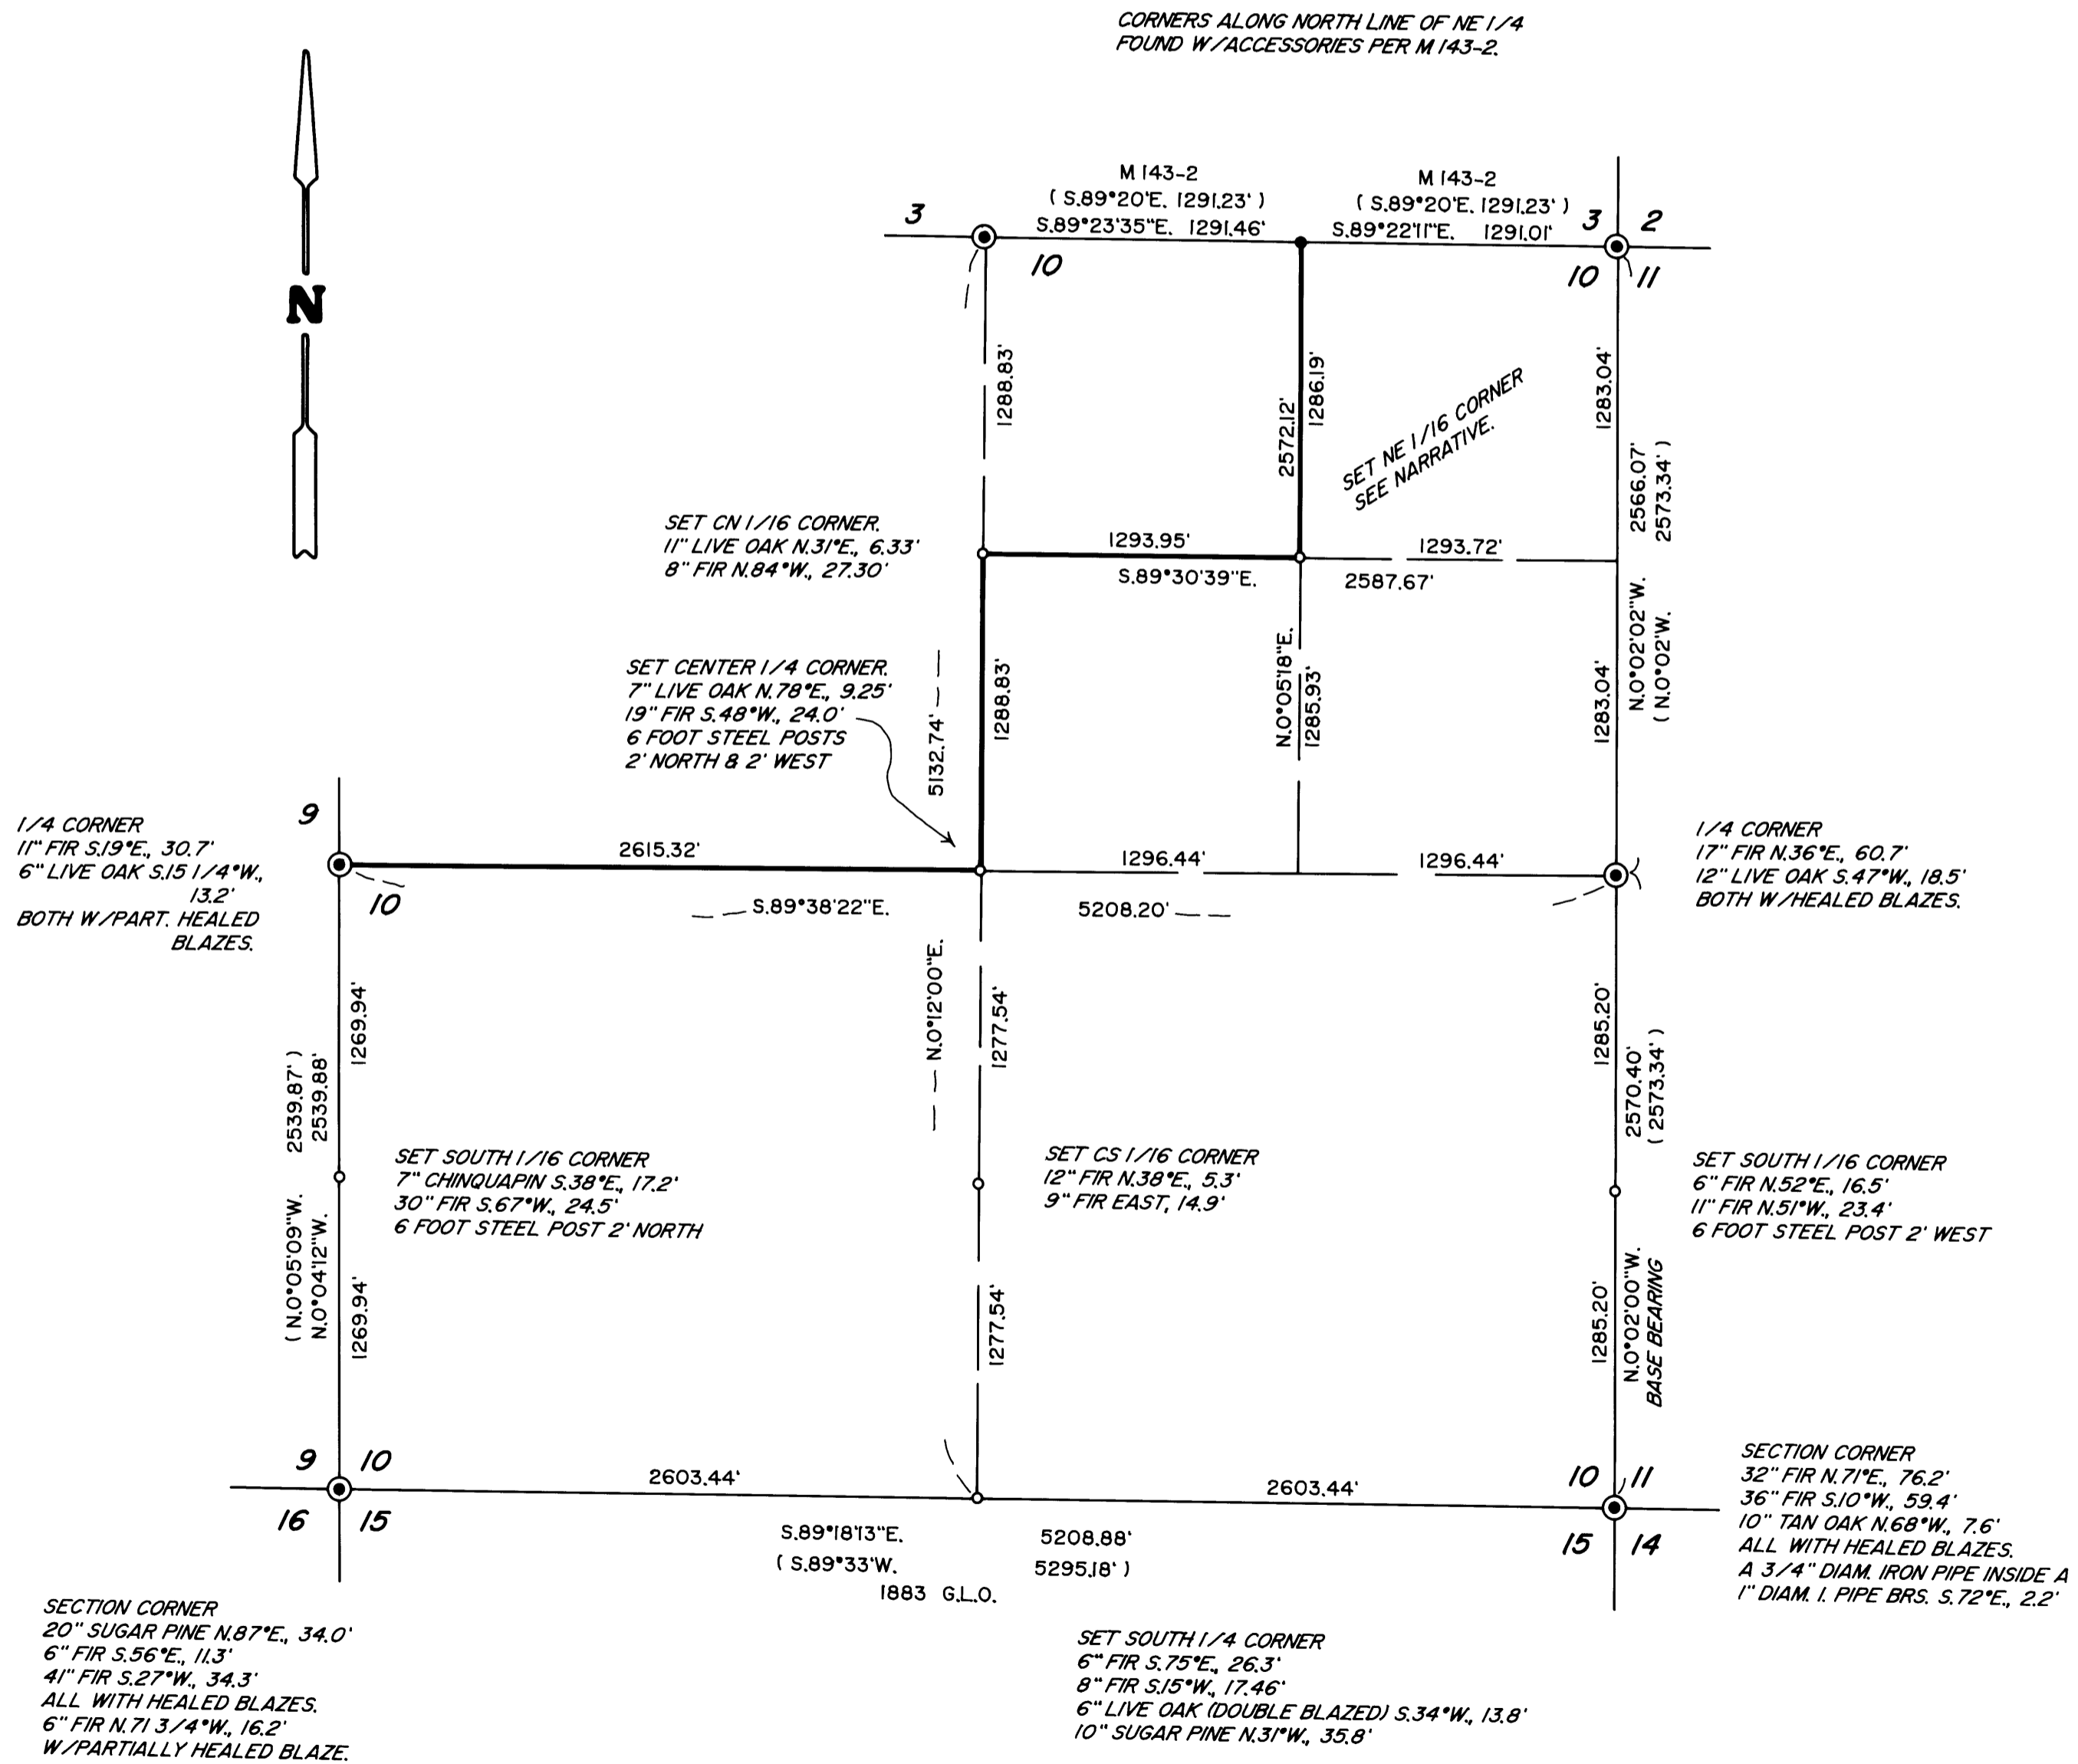 CORNERS ALONG NORTH LINE OF NE 1/4
FOUND W/ACCESSORIES PER M 143-2.
N
M 143-2
( S.89°20'E. 1291.23' )
S.89°23'35"E. 1291.46'
M 143-2
( S.89°20'E. 1291.23' )
S.89°22'11"E. 1291.01'
3
10
3
2
10
11
1288.83'
2572.12'
1286.19'
SET NE 1/16 CORNER
SEE NARRATIVE.
1283.04'
2566.07'
2573.34' )
SET CN 1/16 CORNER.
11" LIVE OAK N.31°E., 6.33'
8" FIR N.84°W., 27.30'
1293.95'
S.89°30'39"E.
1293.72'
2587.67'
SET CENTER 1/4 CORNER.
7" LIVE OAK N.78°E., 9.25'
19" FIR S.48°W., 24.0'
6 FOOT STEEL POSTS
2' NORTH & 2' WEST
5132.74'
1288.83'
N.0°05'18"E.
1285.93'
1283.04'
N.0°02'02"W.
( N.0°02'W.
9
10
1/4 CORNER
11" FIR S.19°E., 30.7'
6" LIVE OAK S.15 1/4°W.,
13.2'
BOTH W/PART. HEALED
BLAZES.
2615.32'
1296.44'
1296.44'
S.89°38'22"E.
5208.20'
1/4 CORNER
17" FIR N.36°E., 60.7'
12" LIVE OAK S.47°W., 18.5'
BOTH W/HEALED BLAZES.
N.0°12'00"E.
1269.94'
2539.87' )
2539.88'
1277.54'
1285.20'
2570.40'
( 2573.34' )
SET SOUTH 1/16 CORNER
7" CHINQUAPIN S.38°E., 17.2'
30" FIR S.67°W., 24.5'
6 FOOT STEEL POST 2' NORTH
SET CS 1/16 CORNER
12" FIR N.38°E., 5.3'
9" FIR EAST, 14.9'
SET SOUTH 1/16 CORNER
6" FIR N.52°E., 16.5'
11" FIR N.51°W., 23.4'
6 FOOT STEEL POST 2' WEST
( N.0°05'09"W.
N.0°04'12"W.
1269.94'
1277.54'
1285.20'
N.0°02'00"W.
BASE BEARING
9
10
16
15
2603.44'
2603.44'
10
11
15
14
S.89°18'13"E. 5208.88'
( S.89°33'W. 5295.18' )
1883 G.L.O.
SECTION CORNER
32" FIR N.71°E., 76.2'
36" FIR S.10°W., 59.4'
10" TAN OAK N.68°W., 7.6'
ALL WITH HEALED BLAZES.
A 3/4" DIAM. IRON PIPE INSIDE A
1" DIAM. I. PIPE BRS. S.72°E., 2.2'
SECTION CORNER
20" SUGAR PINE N.87°E., 34.0'
6" FIR S.56°E., 11.3'
41" FIR S.27°W., 34.3'
ALL WITH HEALED BLAZES.
6" FIR N.71 3/4°W., 16.2'
W/PARTIALLY HEALED BLAZE.
SET SOUTH 1/4 CORNER
6" FIR S.75°E., 26.3'
8" FIR S.15°W., 17.46'
6" LIVE OAK (DOUBLE BLAZED) S.34°W., 13.8'
10" SUGAR PINE N.31°W., 35.8'